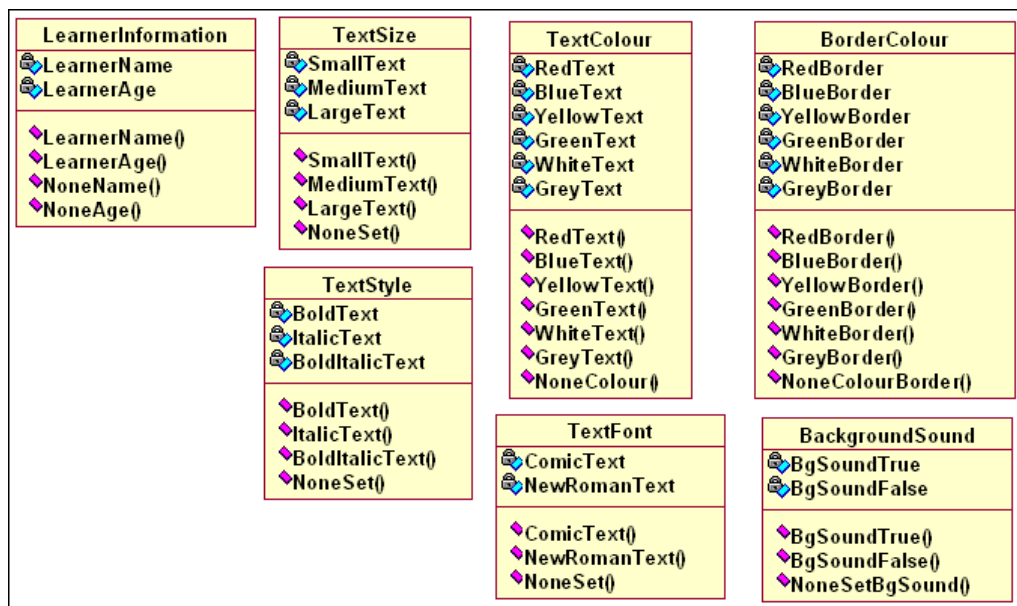 LearnerInformation
LearnerName
LearnerAge
LearnerName()
LearnerAge()
NoneName()
NoneAge()
TextSize
SmallText
MediumText
LargeText
SmallText()
MediumText()
LargeText()
NoneSet()
TextColour
RedText
BlueText
YellowText
GreenText
WhiteText
GreyText
RedText()
BlueText()
YellowText()
GreenText()
WhiteText()
GreyText()
NoneColour()
BorderColour
RedBorder
BlueBorder
YellowBorder
GreenBorder
WhiteBorder
GreyBorder
RedBorder()
BlueBorder()
YellowBorder()
GreenBorder()
WhiteBorder()
GreyBorder()
NoneColourBorder()
TextStyle
BoldText
ItalicText
BoldItalicText
BoldText()
ItalicText()
BoldItalicText()
NoneSet()
TextFont
ComicText
NewRomanText
ComicText()
NewRomanText()
NoneSet()
BackgroundSound
BgSoundTrue
BgSoundFalse
BgSoundTrue()
BgSoundFalse()
NoneSetBgSound()